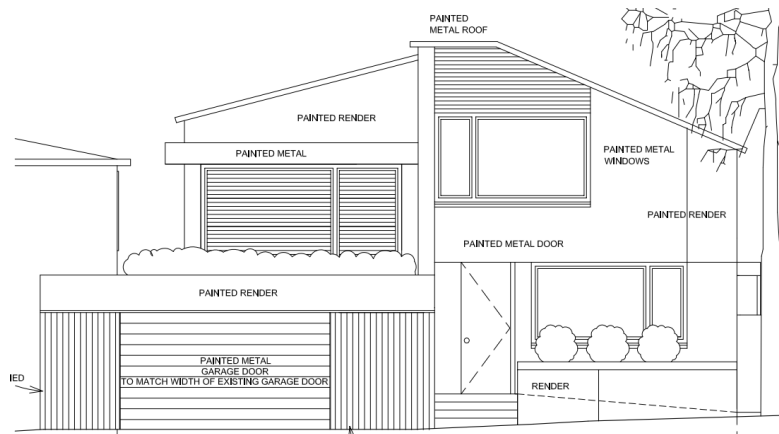 PAINTED
METAL ROOF
PAINTED RENDER
PAINTED METAL
PAINTED METAL
WINDOWS
PAINTED RENDER
PAINTED METAL DOOR
PAINTED RENDER
PAINTED METAL
GARAGE DOOR
TO MATCH WIDTH OF EXISTING GARAGE DOOR
IED
RENDER